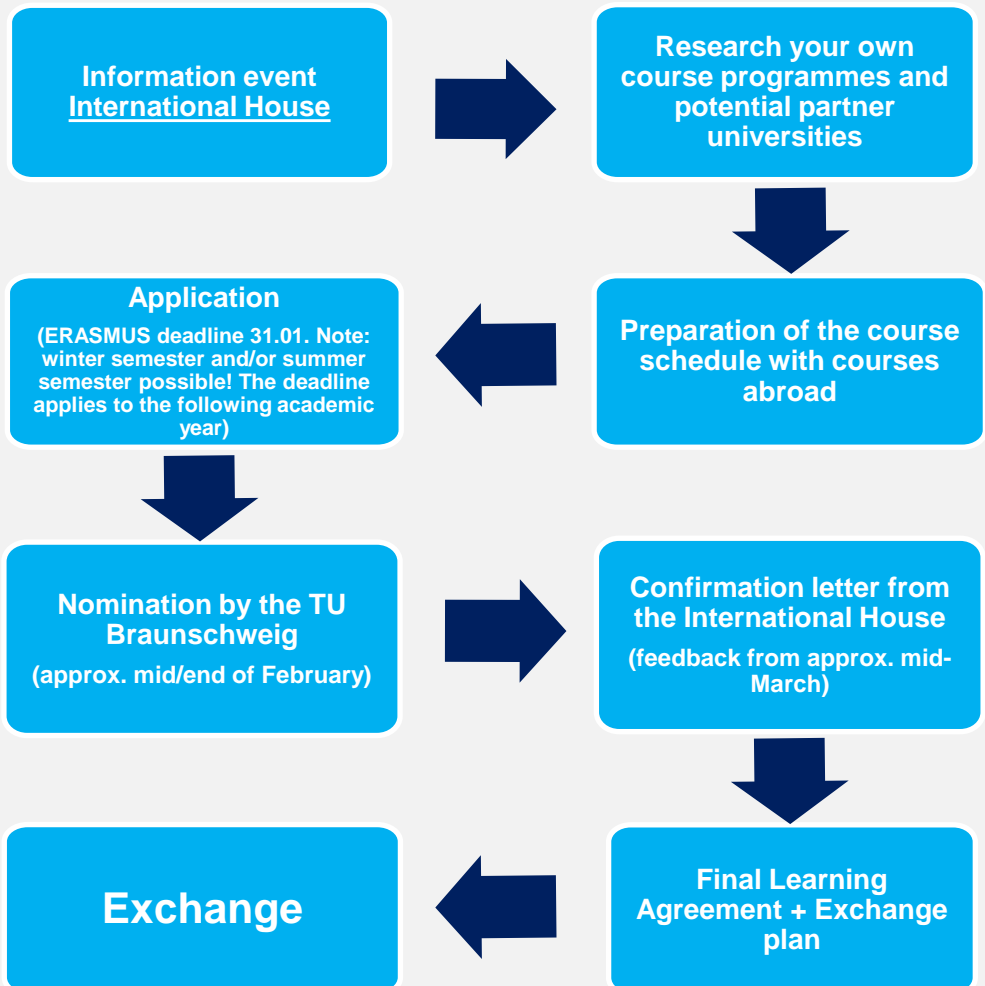 Information event
International House
Research your own
course programmes and
potential partner
universities
Preparation of the course
schedule with courses
abroad
Application
(ERASMUS deadline 31.01. Note:
winter semester and/or summer
semester possible! The deadline
applies to the following academic
year)
Nomination by the TU
Braunschweig
(approx. mid/end of February)
Confirmation letter from
the International House
(feedback from approx. mid-
March)
Final Learning
Agreement + Exchange
plan
Exchange